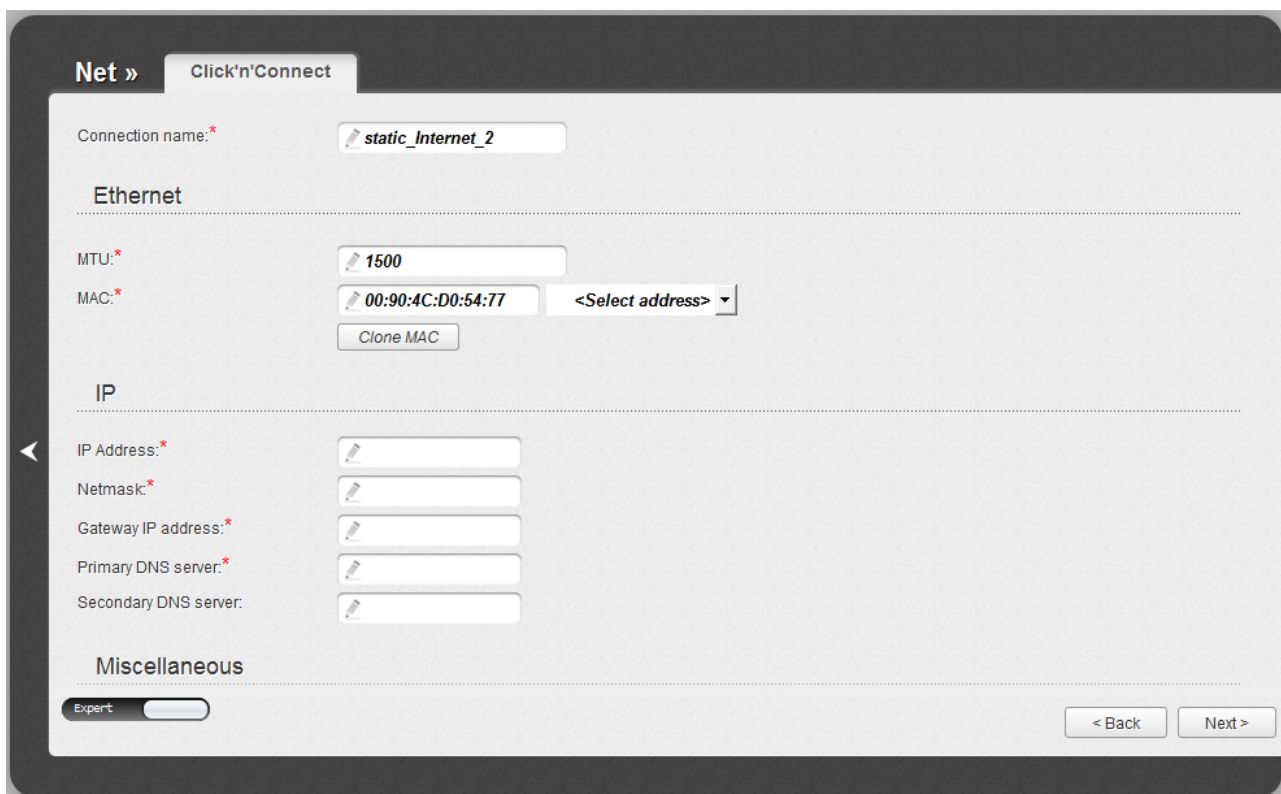 Net » Click'n'Connect
Connection name:* static_Internet_2
Ethernet
MTU:* 1500
MAC:* 00:90:4C:D0:54:77 <Select address>
Clone MAC
IP
IP Address:*
Netmask:*
Gateway IP address:*
Primary DNS server:*
Secondary DNS server:
Miscellaneous
Expert
< Back Next >